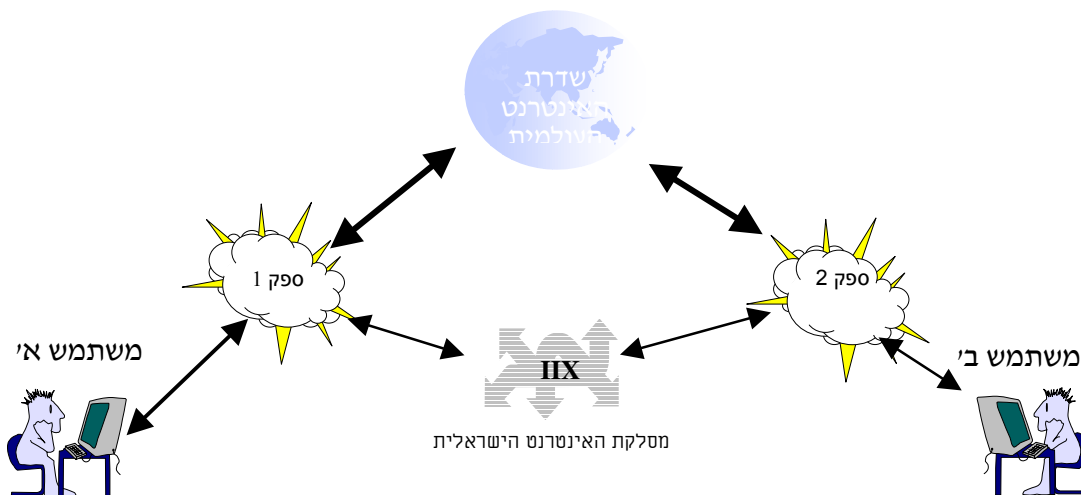 שדרת
האינטרנט
העולמית
ספק 1
ספק 2
משתמש א'
IIX
משתמש ב'
מסלקת האינטרנט הישראלית